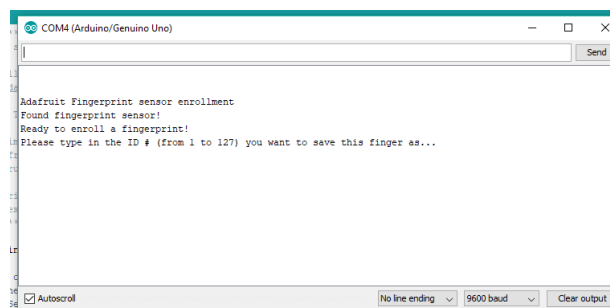 COM4 (Arduino/Genuino Uno)
Send
Adafruit Fingerprint sensor enrollment
Found fingerprint sensor!
Ready to enroll a fingerprint!
Please type in the ID # (from 1 to 127) you want to save this finger as...
Autoscroll
No line ending
9600 baud
Clear output